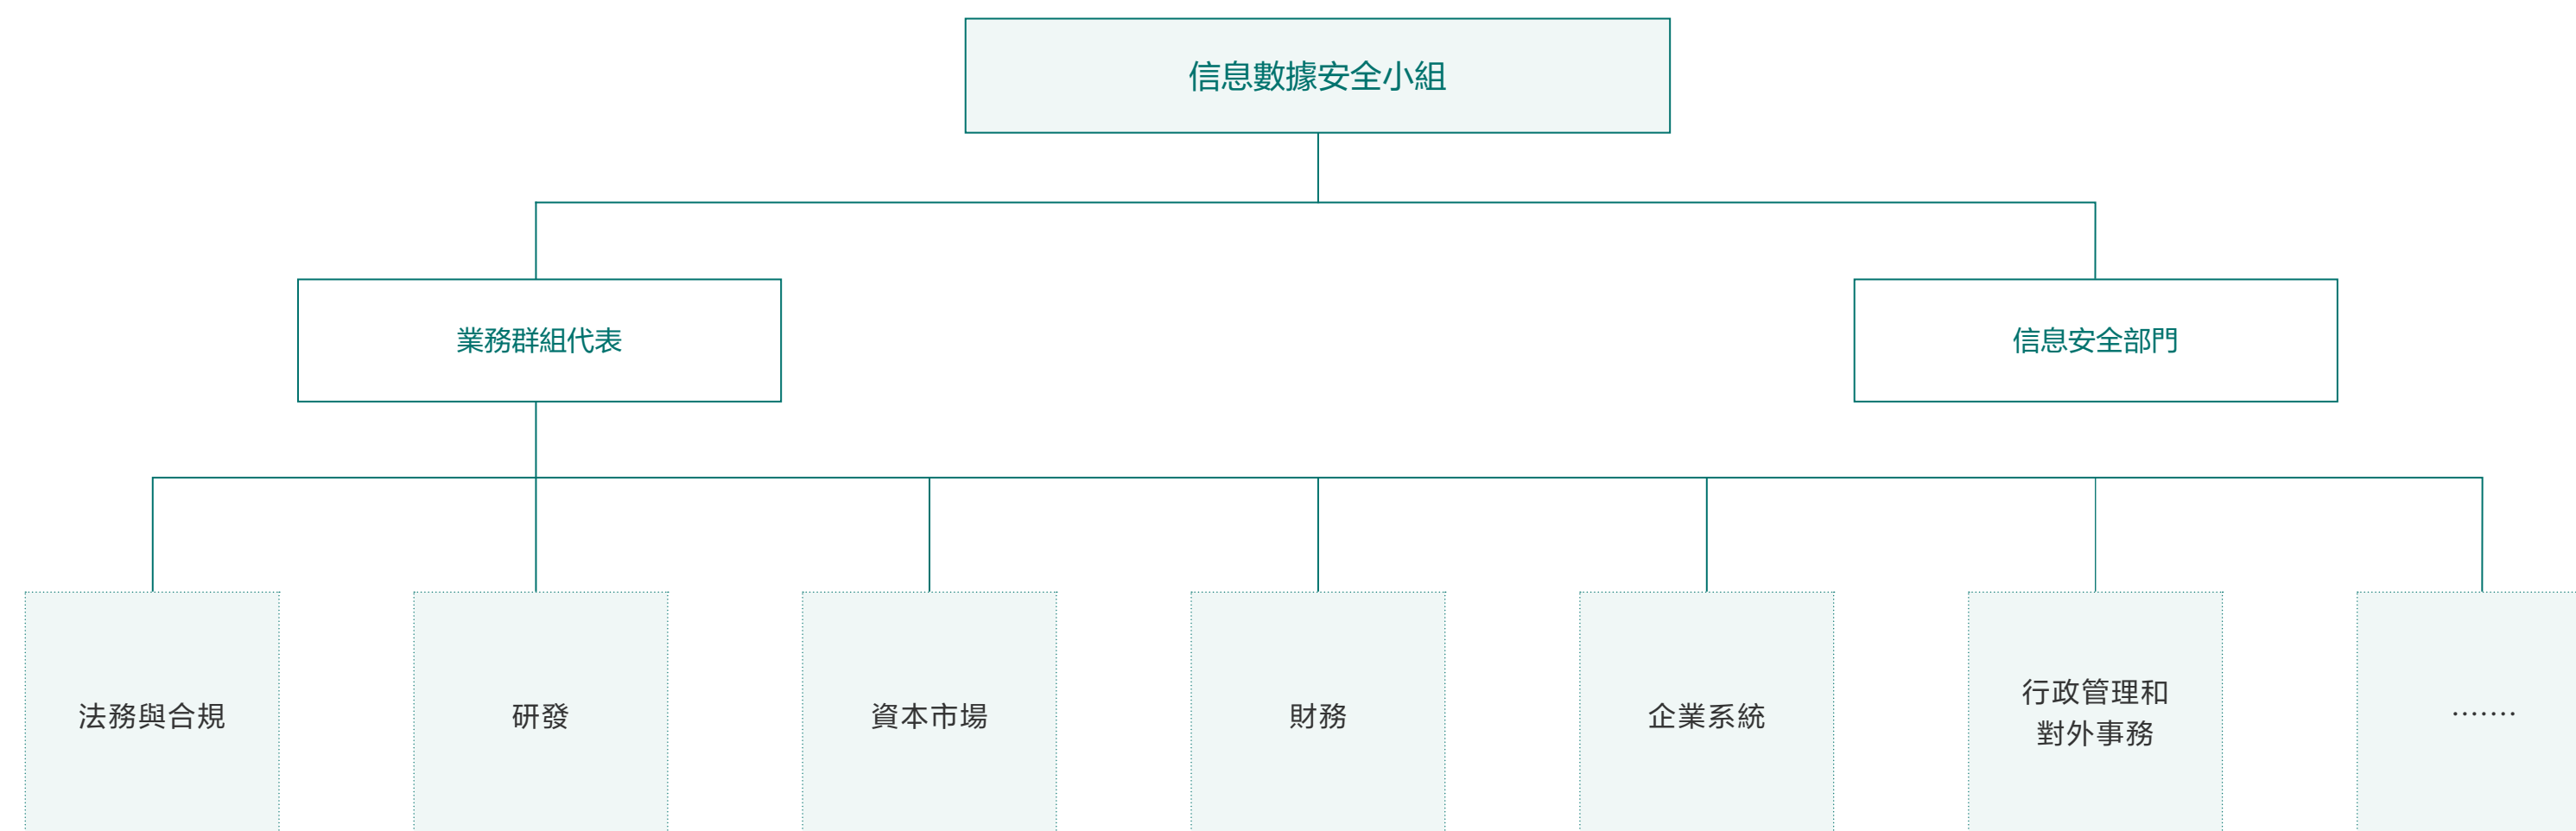 信息數據安全小組
業務群組代表
信息安全部門
法務與合規
研發
資本市場
財務
企業系統
行政管理和
對外事務
.......